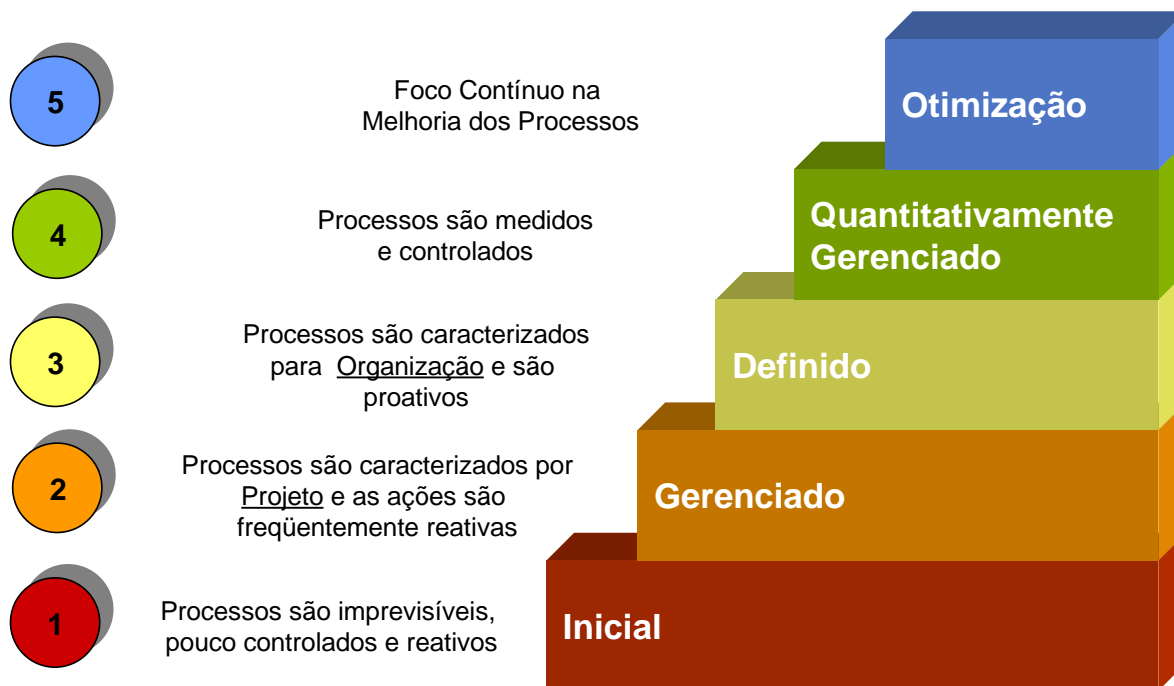 5
Foco Contínuo na
Melhoria dos Processos
Otimização
4
Processos são medidos
e controlados
Quantitativamente
Gerenciado
3
Processos são caracterizados
para Organização e são
proativos
Definido
2
Processos são caracterizados por
Projeto e as ações são
freqüentemente reativas
Gerenciado
1
Processos são imprevisíveis,
pouco controlados e reativos
Inicial